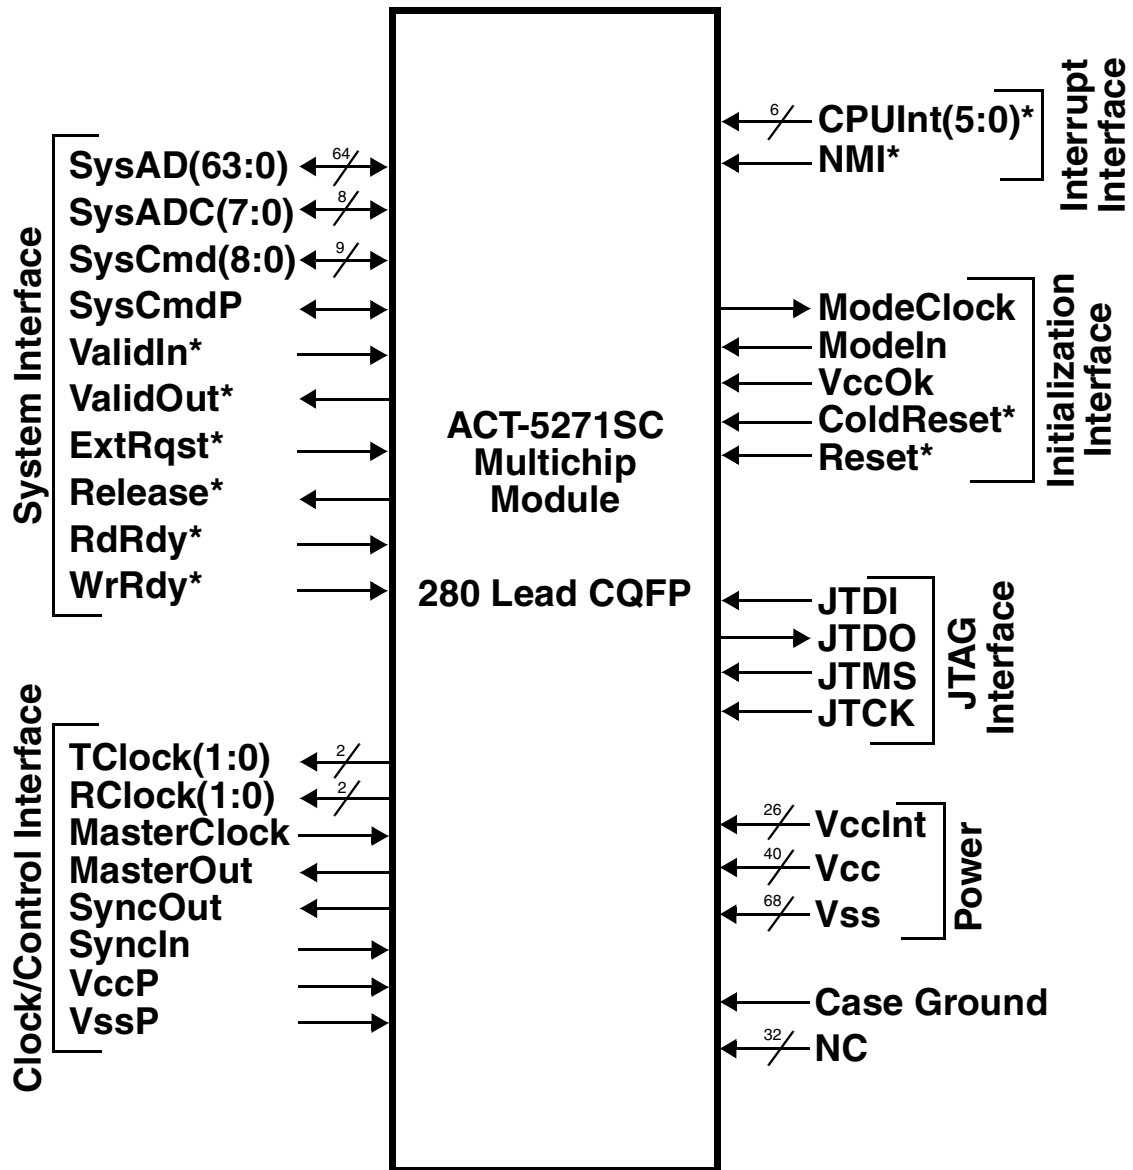 System Interface
SysAD(63:0)
64
SysADC(7:0)
8
SysCmd(8:0)
9
SysCmdP
ValidIn*
ValidOut*
ExtRqst*
Release*
RdRdy*
WrRdy*
Clock/Control Interface
TClock(1:0)
2
RClock(1:0)
2
MasterClock
MasterOut
SyncOut
SyncIn
VccP
VssP
ACT-5271SC
Multichip
Module
280 Lead CQFP
6
CPUInt(5:0)*
NMI*
Interrupt
Interface
ModeClock
ModeIn
VccOk
ColdReset*
Reset*
Initialization
Interface
JTDI
JTDO
JTMS
JTCK
JTAG
Interface
26
VccInt
40
Vcc
68
Vss
Power
Case Ground
32
NC